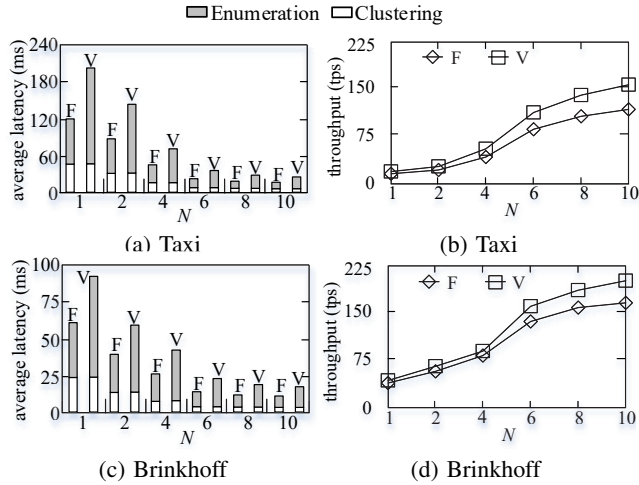 Enumeration Clustering
average latency (ms)
240
180
120
60
0
F V F V F V F V F V F V
1 2 4 6 8 10
N
(a) Taxi
throughput (tps)
225
150
75
0
F V
1 2 4 6 8 10
N
(b) Taxi
average latency (ms)
100
75
50
25
0
F V F V F V F V F V F V
1 2 4 6 8 10
N
(c) Brinkhoff
throughput (tps)
225
150
75
0
F V
1 2 4 6 8 10
N
(d) Brinkhoff